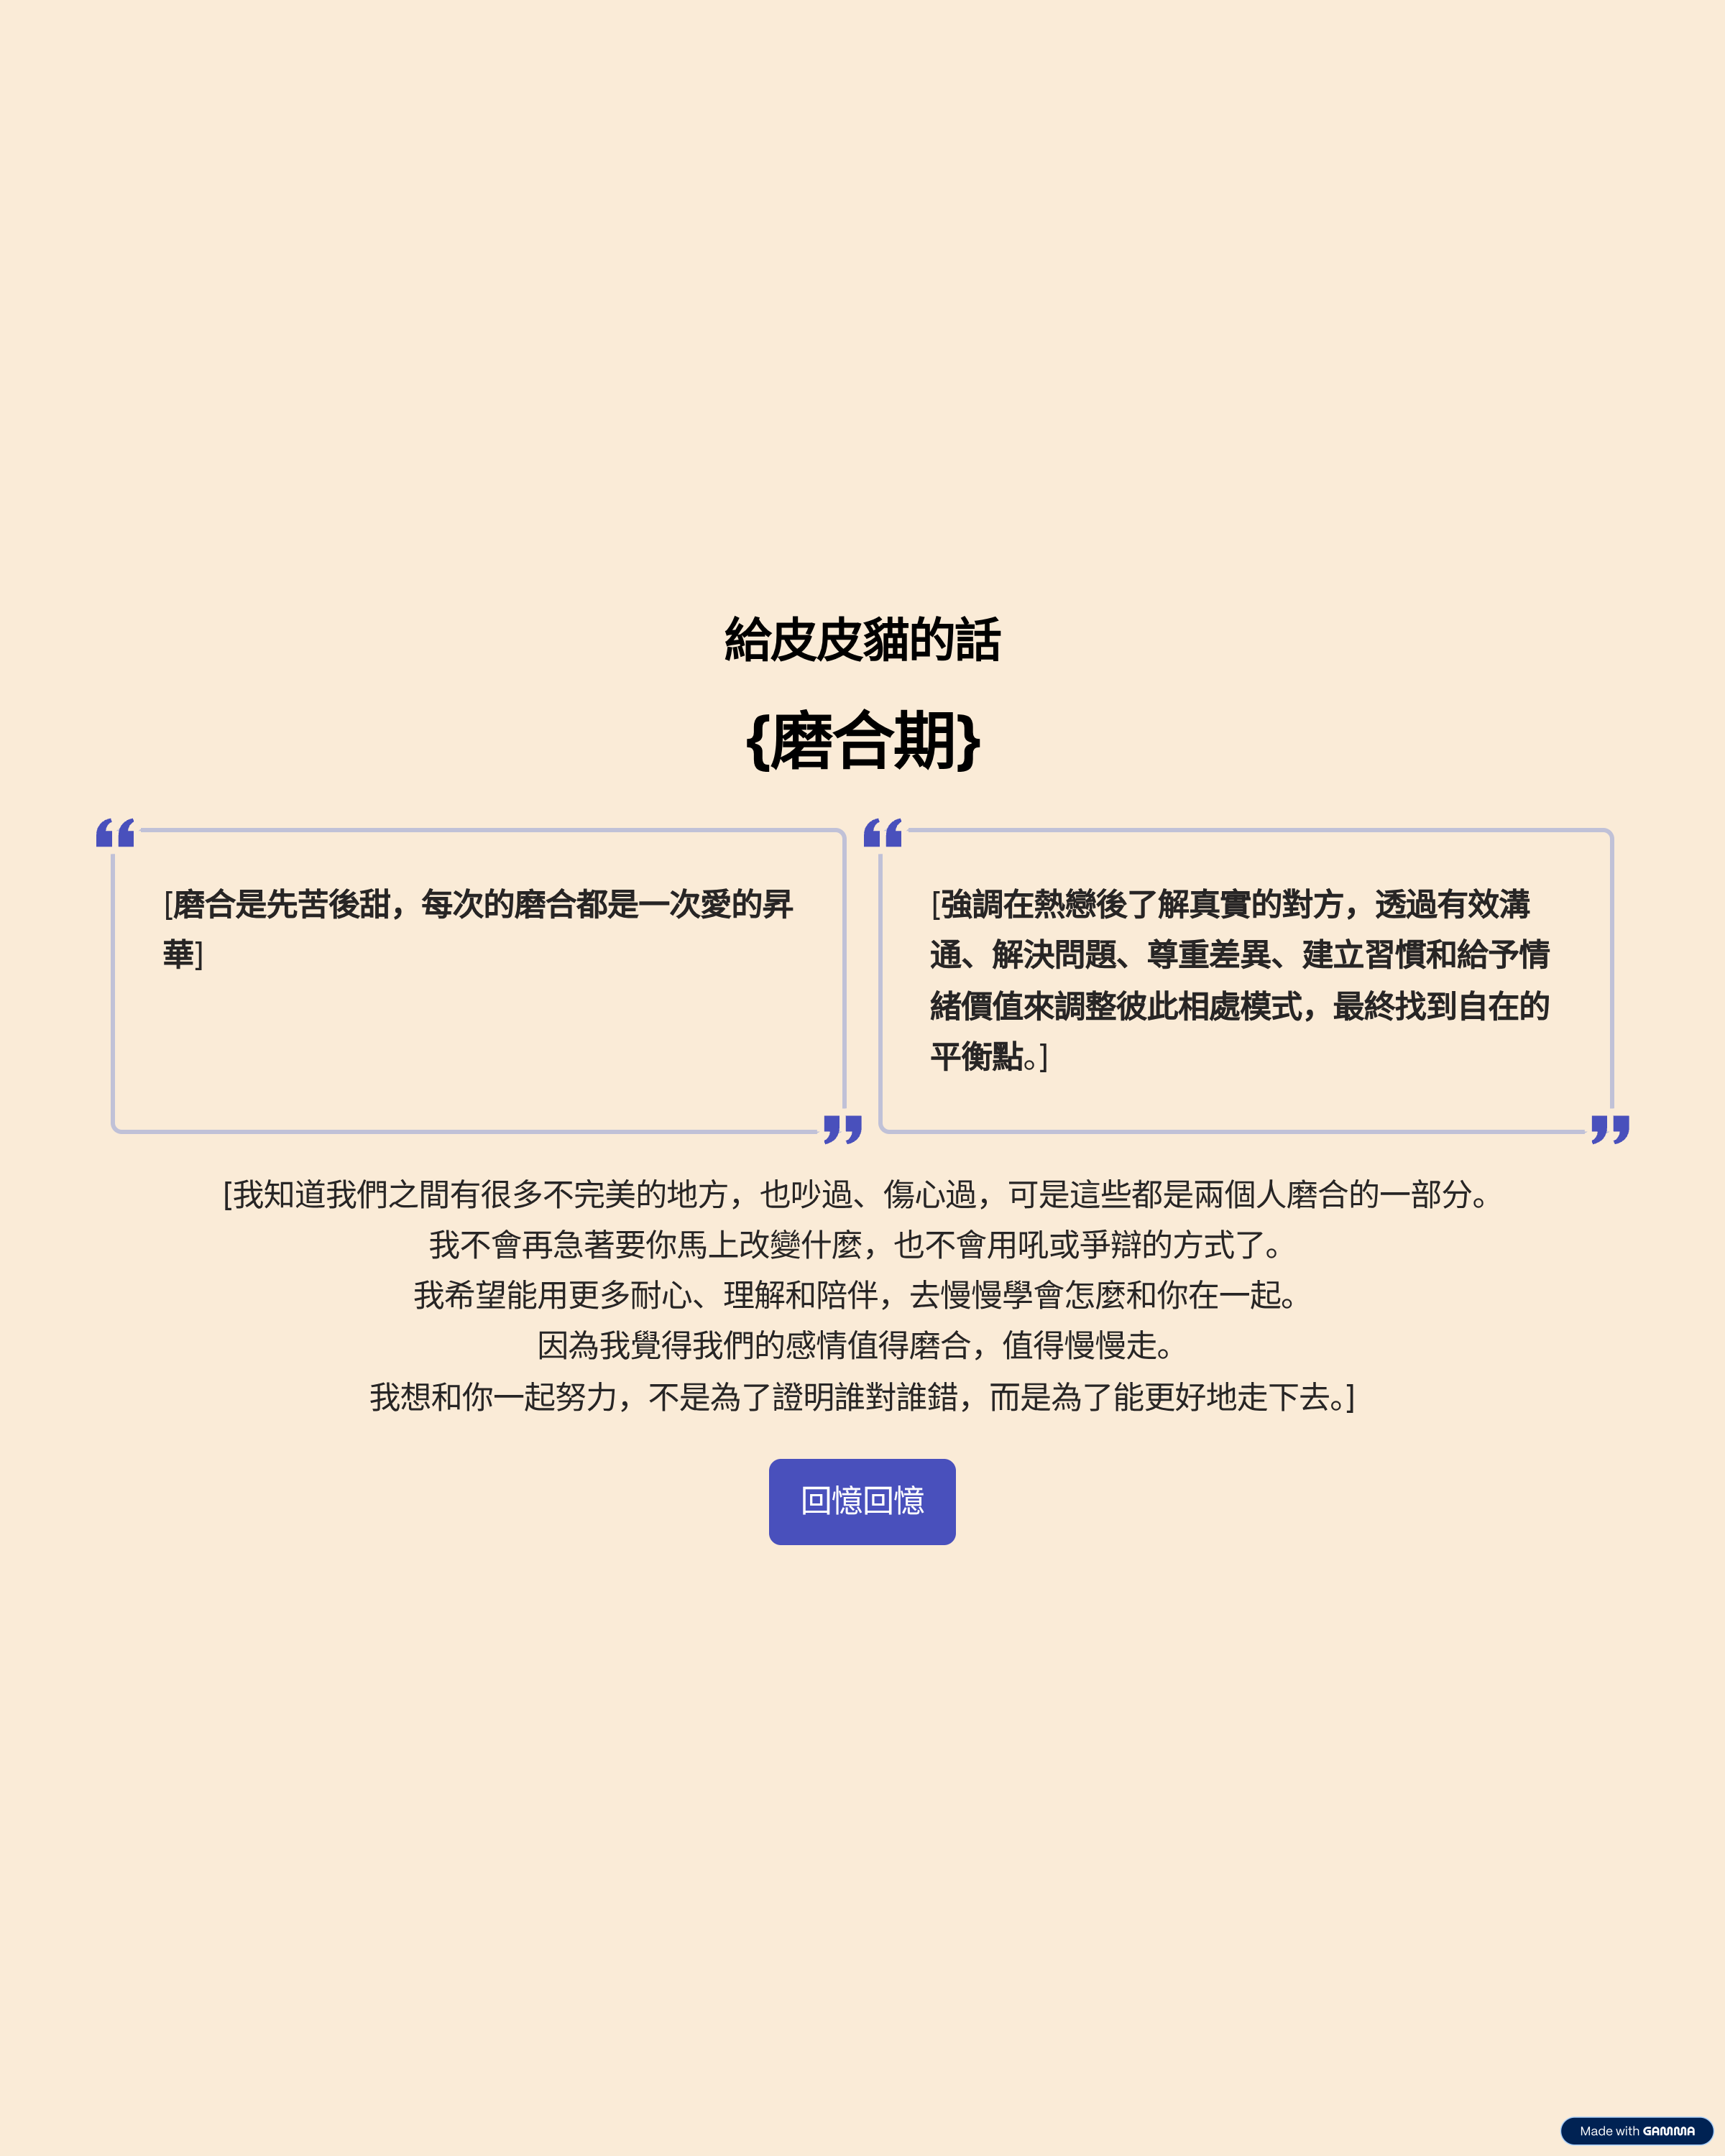 給皮皮貓的話
{磨合期}
[磨合是先苦後甜，每次的磨合都是一次愛的昇
華]
[強調在熱戀後了解真實的對方，透過有效溝
通、解決問題、尊重差異、建立習慣和給予情
緒價值來調整彼此相處模式，最終找到自在的
平衡點。]
[我知道我們之間有很多不完美的地方，也吵過、傷心過，可是這些都是兩個人磨合的一部分。
我不會再急著要你馬上改變什麼，也不會用吼或爭辯的方式了。
我希望能用更多耐心、理解和陪伴，去慢慢學會怎麼和你在一起。
因為我覺得我們的感情值得磨合，值得慢慢走。
我想和你一起努力，不是為了證明誰對誰錯，而是為了能更好地走下去。]
回憶回憶
Made with GAMMA